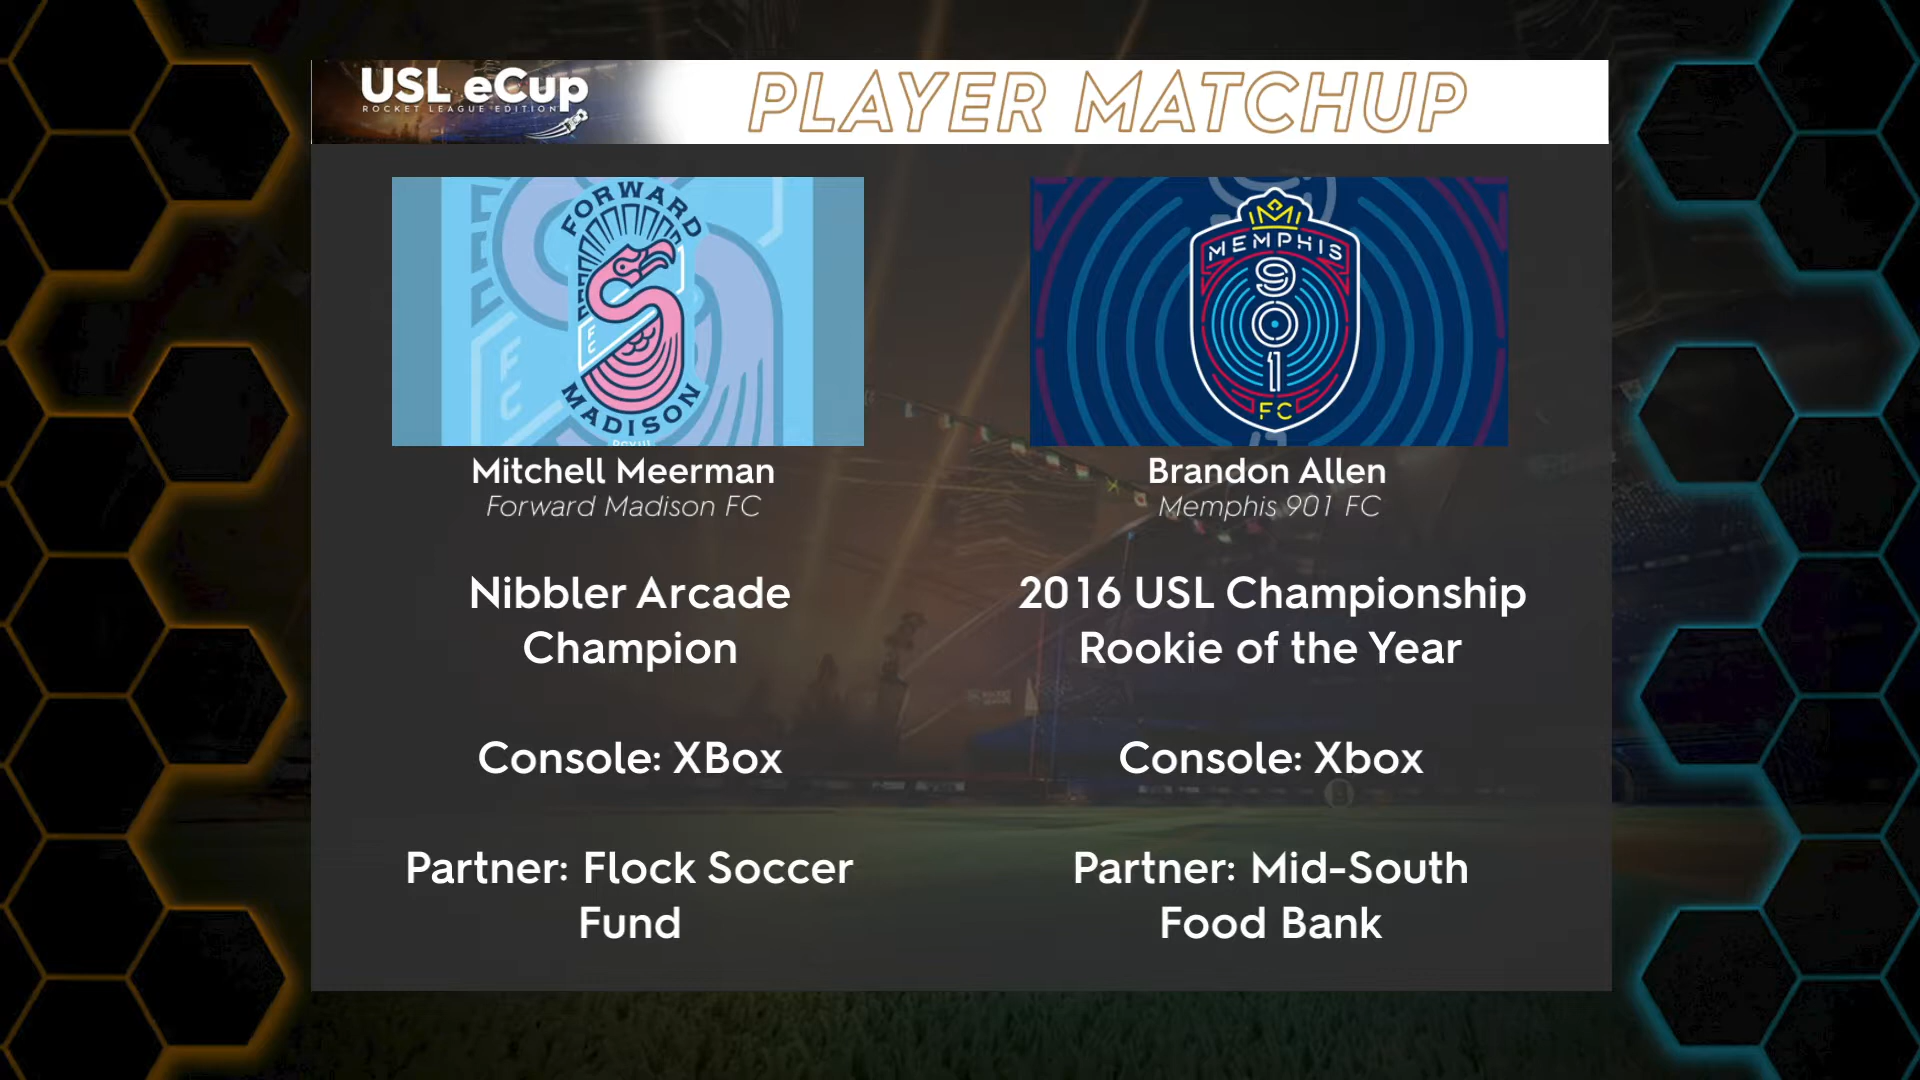 USL eCup
ROCKET LEAGUE EDITION
PLAYER MATCHUP
FORWARD
FC
FC
MADISON
MEMPHIS
901
FC
Mitchell Meerman
Forward Madison FC
Brandon Allen
Memphis 901 FC
Nibbler Arcade
Champion
2016 USL Championship
Rookie of the Year
Console: XBox
Console: Xbox
Partner: Flock Soccer
Fund
Partner: Mid-South
Food Bank